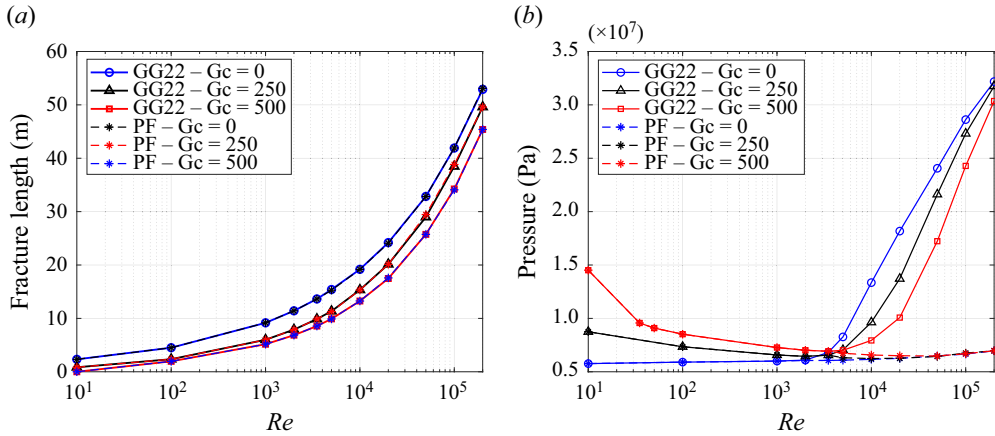 (a)
60
50
40
30
20
10
0
Fracture length (m)
GG22 – Gc = 0
GG22 – Gc = 250
GG22 – Gc = 500
PF – Gc = 0
PF – Gc = 250
PF – Gc = 500
10^1
10^2
10^3
10^4
10^5
Re
(b)
(×10^7)
3.5
3.0
2.5
2.0
1.5
1.0
0.5
Pressure (Pa)
GG22 – Gc = 0
GG22 – Gc = 250
GG22 – Gc = 500
PF – Gc = 0
PF – Gc = 250
PF – Gc = 500
10^1
10^2
10^3
10^4
10^5
Re